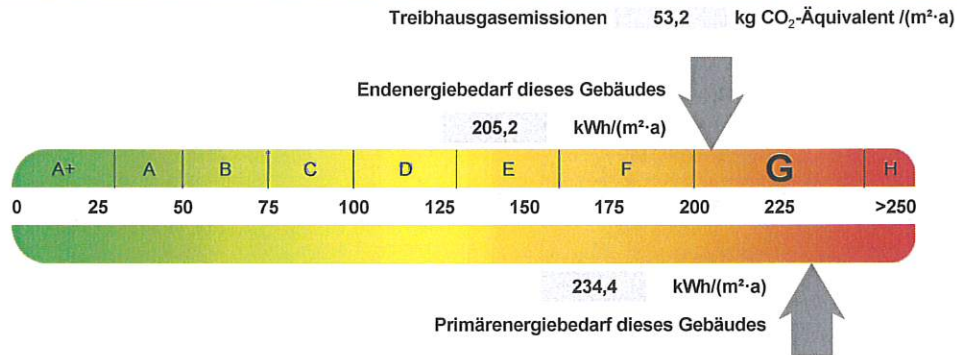 Treibhausgasemissionen 53,2 kg CO₂-Äquivalent /(m²·a)
Endenergiebedarf dieses Gebäudes
205,2 kWh/(m²·a)
A+ A B C D E F G H
0 25 50 75 100 125 150 175 200 225 >250
234,4 kWh/(m²·a)
Primärenergiebedarf dieses Gebäudes